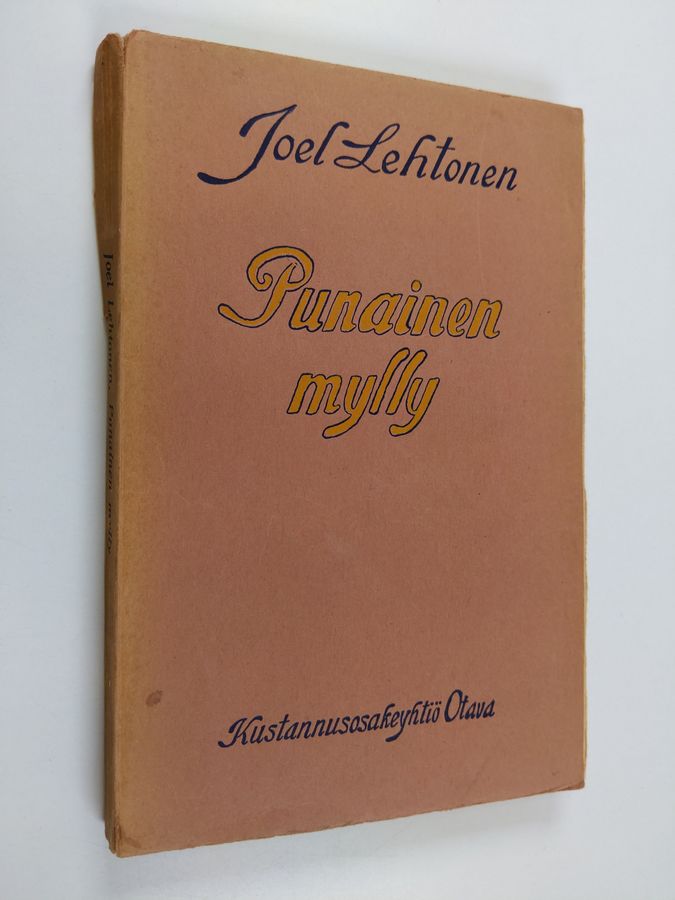 Joel Lehtonen
Punainen
mylly
Kustannusosakeyhtiö Otava
Joel Lehtonen, Punainen mylly